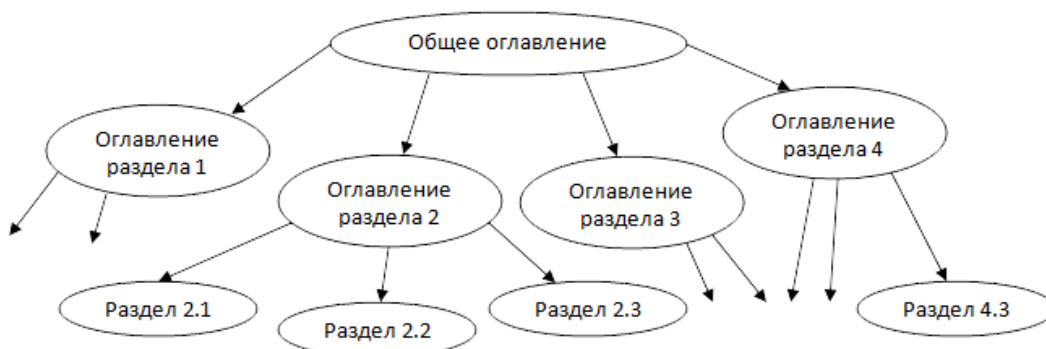 Общее оглавление
Оглавление
раздела 1
Оглавление
раздела 2
Оглавление
раздела 3
Оглавление
раздела 4
Раздел 2.1
Раздел 2.2
Раздел 2.3
Раздел 4.3